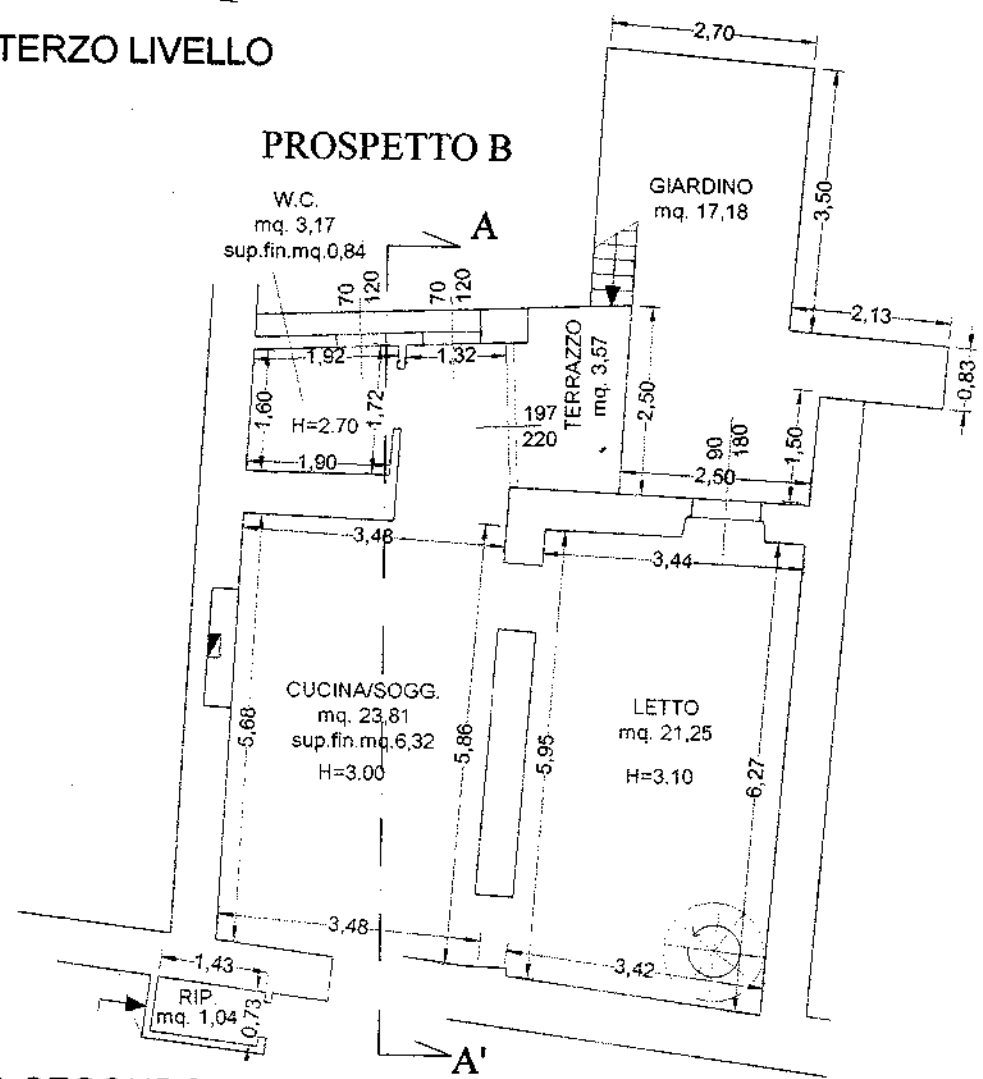 TERZO LIVELLO
2,70
PROSPETTO B
GIARDINO
mq. 17,18
3,50
W.C.
mq. 3,17
sup.fin.mq.0,84
A
70
120
70
120
2,13
0,83
1,92
1,32
TERRAZZO
mq. 3,57
2,50
1,60
1,72
H=2.70
197
220
90
180
1,50
1,90
2,50
3,48
3,44
CUCINA/SOGG.
mq. 23,81
sup.fin.mq.6,32
H=3.00
5,68
5,86
5,95
LETTO
mq. 21,25
H=3.10
6,27
3,48
3,42
1,43
RIP.
mq. 1,04
0,73
A'